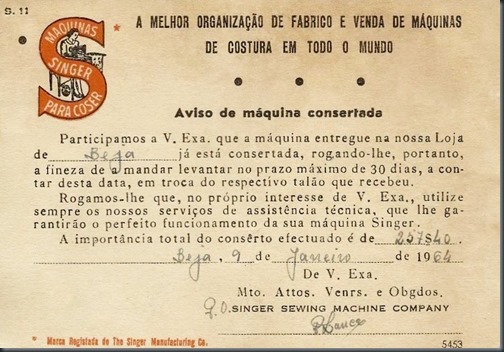 S. 11
MAQUINAS
SINGER
PARA COSER
A MELHOR ORGANIZAÇÃO DE FABRICO E VENDA DE MÁQUINAS
DE COSTURA EM TODO O MUNDO
Aviso de máquina consertada
Participamos a V. Exa. que a máquina entregue na nossa Loja
de Beja já está consertada, rogando-lhe, portanto,
a fineza de a mandar levantar no prazo máximo de 30 dias, a con-
tar desta data, em troca do respectivo talão que recebeu.
Rogamos-lhe que, no próprio interesse de V. Exa., utilize
sempre os nossos serviços de assistência técnica, que lhe ga-
rantirão o perfeito funcionamento da sua máquina Singer.
A importância total do consêrto efectuado é de 257$40.
Beja, 9 de Janeiro de 1964
De V. Exa.
Mto. Attos. Venrs. e Obgdos.
SINGER SEWING MACHINE COMPANY
* Marca Registada de The Singer Manufacturing Co.
5453